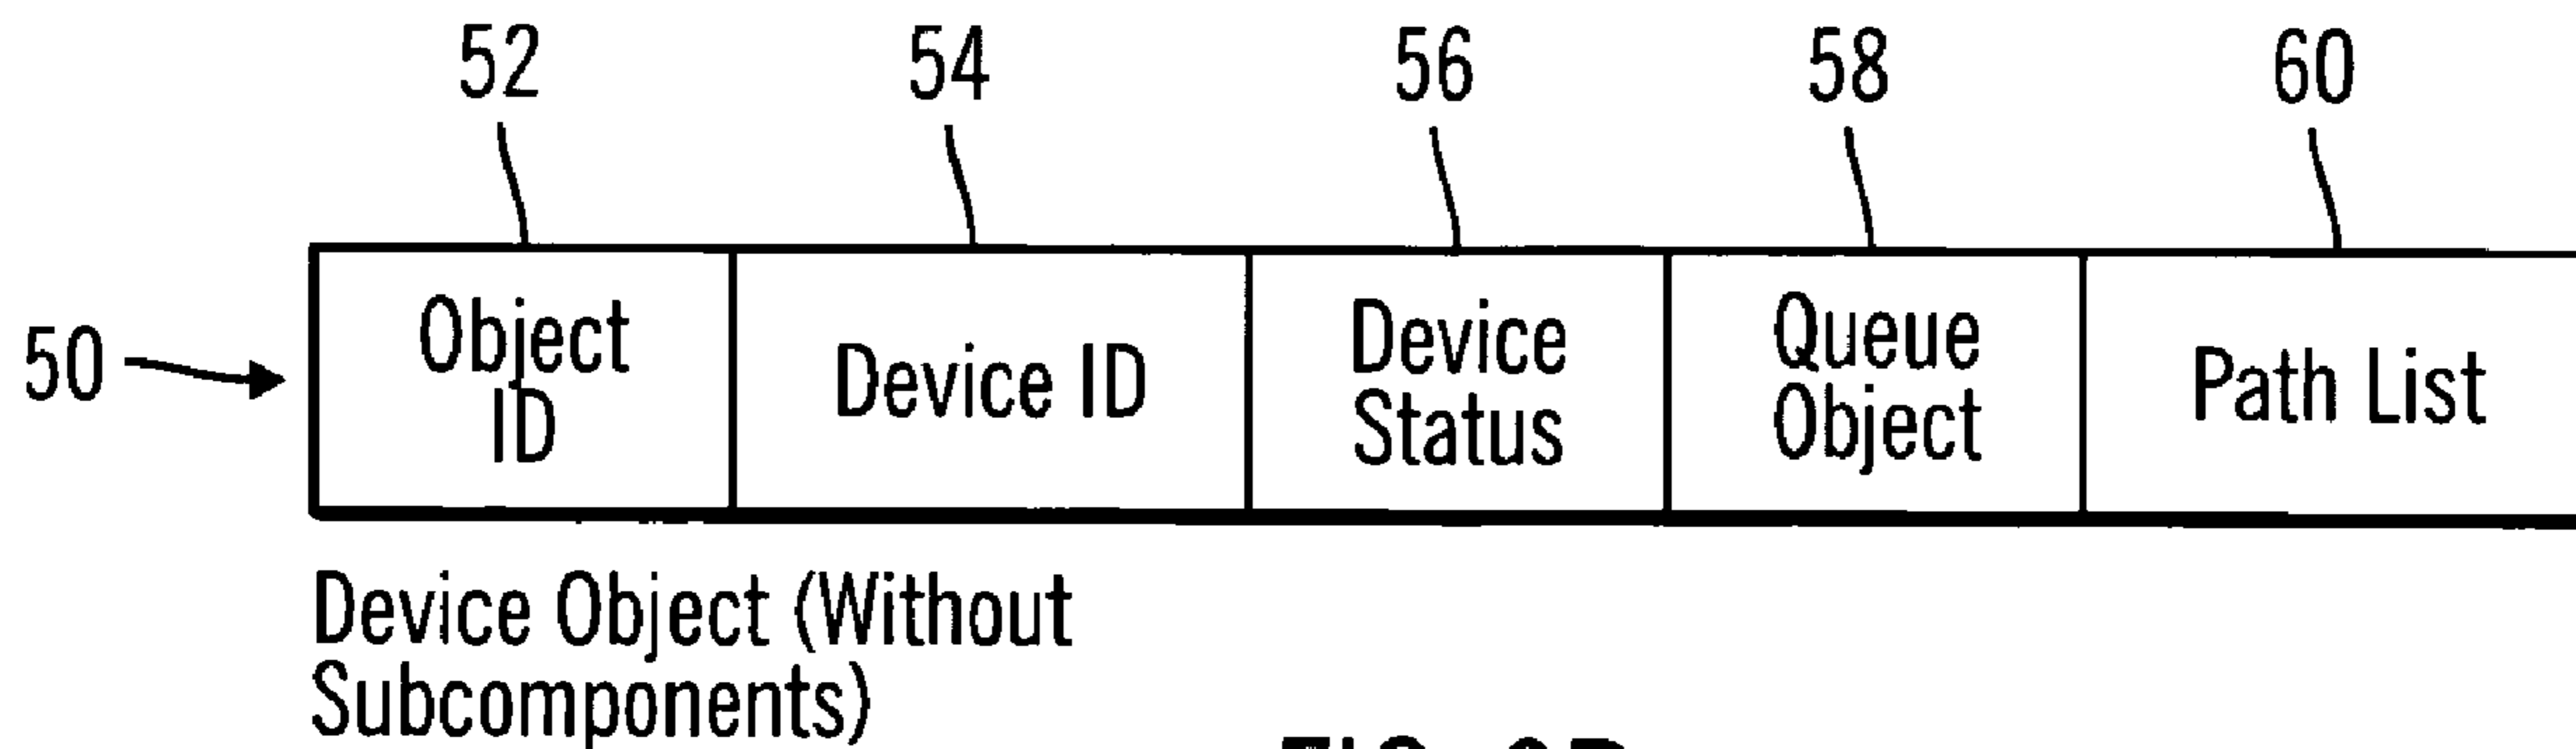 52 54 56 58 60
50
Object ID
Device ID
Device Status
Queue Object
Path List
Device Object (Without
Subcomponents)